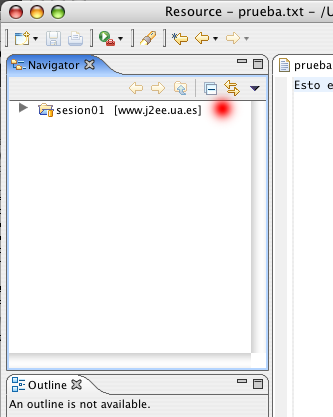 Resource - prueba.txt - /U
Navigator
prueba
sesion01 [www.j2ee.ua.es]
Esto e
Outline
An outline is not available.